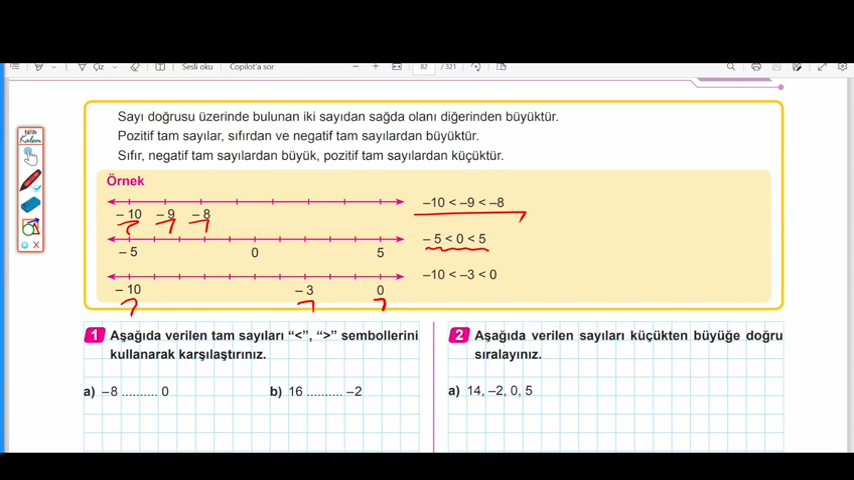 Çiz
Sesli oku
Copilot'a sor
82 / 321
Sayı doğrusu üzerinde bulunan iki sayıdan sağda olanı diğerinden büyüktür.
Pozitif tam sayılar, sıfırdan ve negatif tam sayılardan büyüktür.
Sıfır, negatif tam sayılardan büyük, pozitif tam sayılardan küçüktür.
Kalem
Örnek
–10 –9 –8
–10 < –9 < –8
–5 0 5
–5 < 0 < 5
–10 –3 0
–10 < –3 < 0
1 Aşağıda verilen tam sayıları “<”, “>” sembollerini
kullanarak karşılaştırınız.
a) –8 .......... 0
b) 16 .......... –2
2 Aşağıda verilen sayıları küçükten büyüğe doğru
sıralayınız.
a) 14, –2, 0, 5